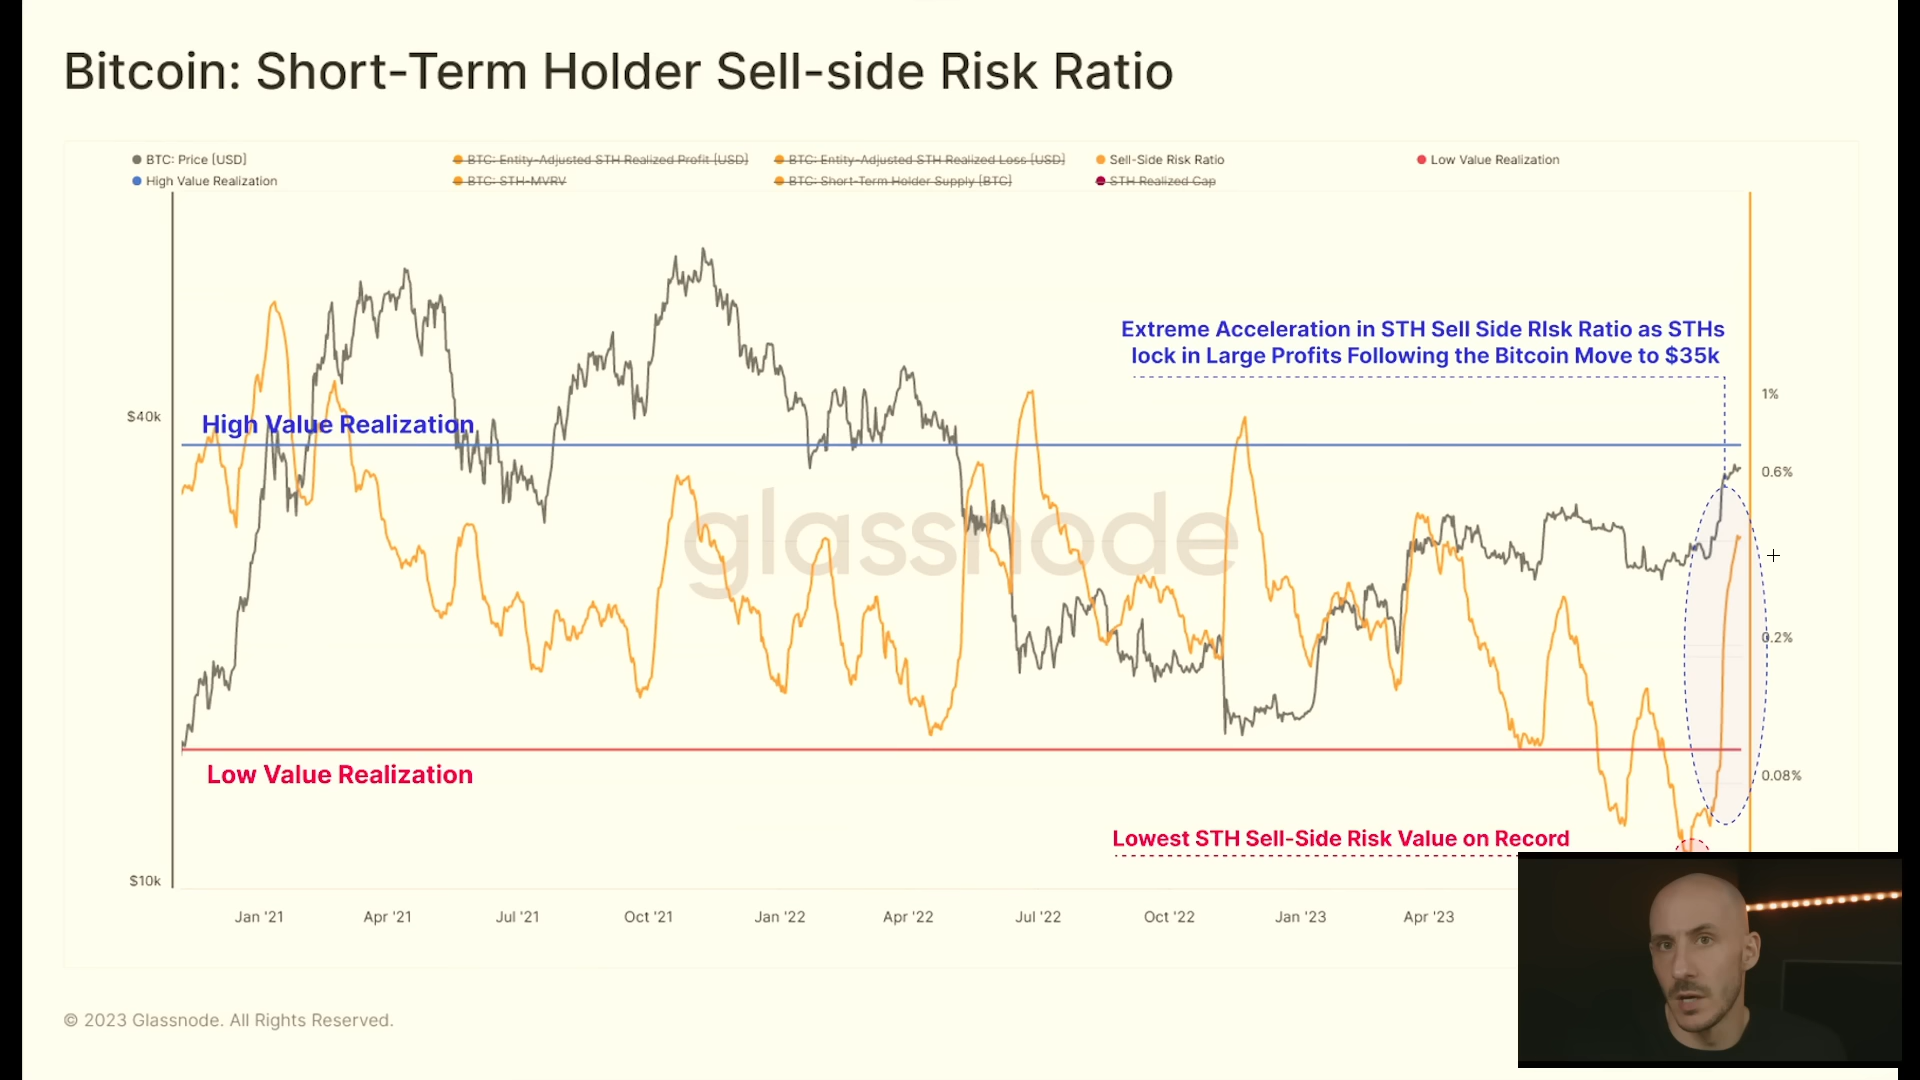 Bitcoin: Short-Term Holder Sell-side Risk Ratio
BTC: Price [USD]
BTC: Entity-Adjusted STH Realized Profit [USD]
BTC: Entity-Adjusted STH Realized Loss [USD]
Sell-Side Risk Ratio
Low Value Realization
High Value Realization
BTC: STH-MVRV
BTC: Short-Term Holder Supply [BTC]
STH Realized Cap
Extreme Acceleration in STH Sell Side RIsk Ratio as STHs
lock in Large Profits Following the Bitcoin Move to $35k
1%
$40k
High Value Realization
0.6%
glassnode
0.2%
Low Value Realization
0.08%
Lowest STH Sell-Side Risk Value on Record
$10k
Jan '21
Apr '21
Jul '21
Oct '21
Jan '22
Apr '22
Jul '22
Oct '22
Jan '23
Apr '23
© 2023 Glassnode. All Rights Reserved.